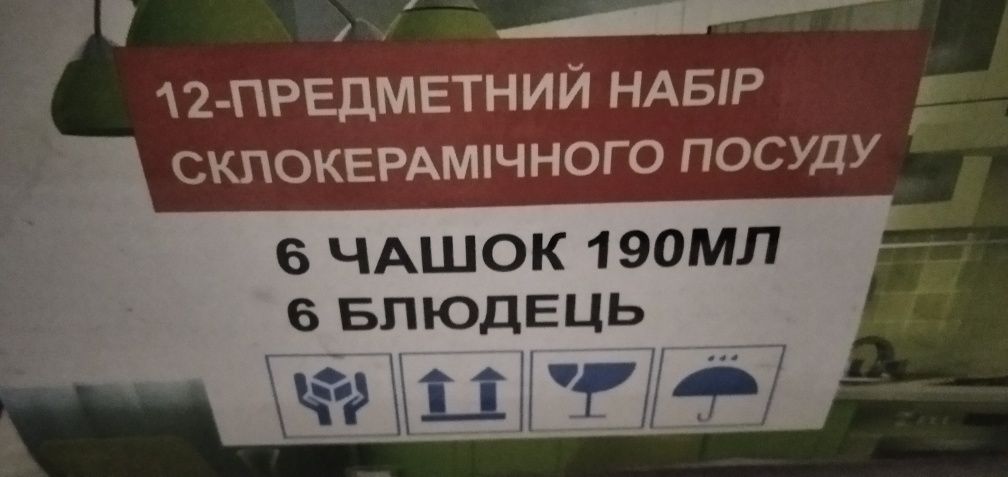 12-ПРЕДМЕТНИЙ НАБІР
СКЛОКЕРАМІЧНОГО ПОСУДУ
6 ЧАШОК 190МЛ
6 БЛЮДЕЦЬ